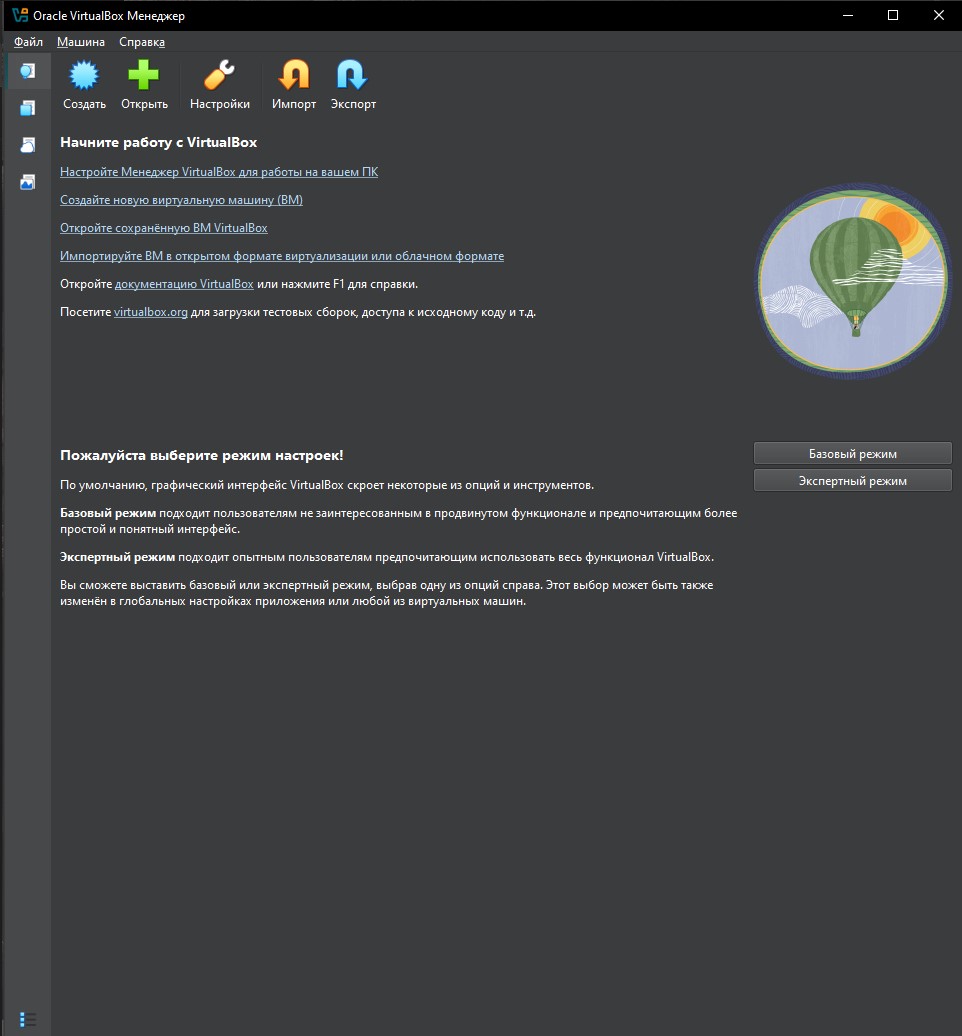 Oracle VirtualBox Менеджер
Файл Машина Справка
Создать Открыть Настройки Импорт Экспорт
Начните работу с VirtualBox
Настройте Менеджер VirtualBox для работы на вашем ПК
Создайте новую виртуальную машину (ВМ)
Откройте сохранённую ВМ VirtualBox
Импортируйте ВМ в открытом формате виртуализации или облачном формате
Откройте документацию VirtualBox или нажмите F1 для справки.
Посетите virtualbox.org для загрузки тестовых сборок, доступа к исходному коду и т.д.
Пожалуйста выберите режим настроек!
По умолчанию, графический интерфейс VirtualBox скроет некоторые из опций и инструментов.
Базовый режим подходит пользователям не заинтересованным в продвинутом функционале и предпочитающим более
простой и понятный интерфейс.
Экспертный режим подходит опытным пользователям предпочитающим использовать весь функционал VirtualBox.
Вы сможете выставить базовый или экспертный режим, выбрав одну из опций справа. Этот выбор может быть также
изменён в глобальных настройках приложения или любой из виртуальных машин.
Базовый режим
Экспертный режим